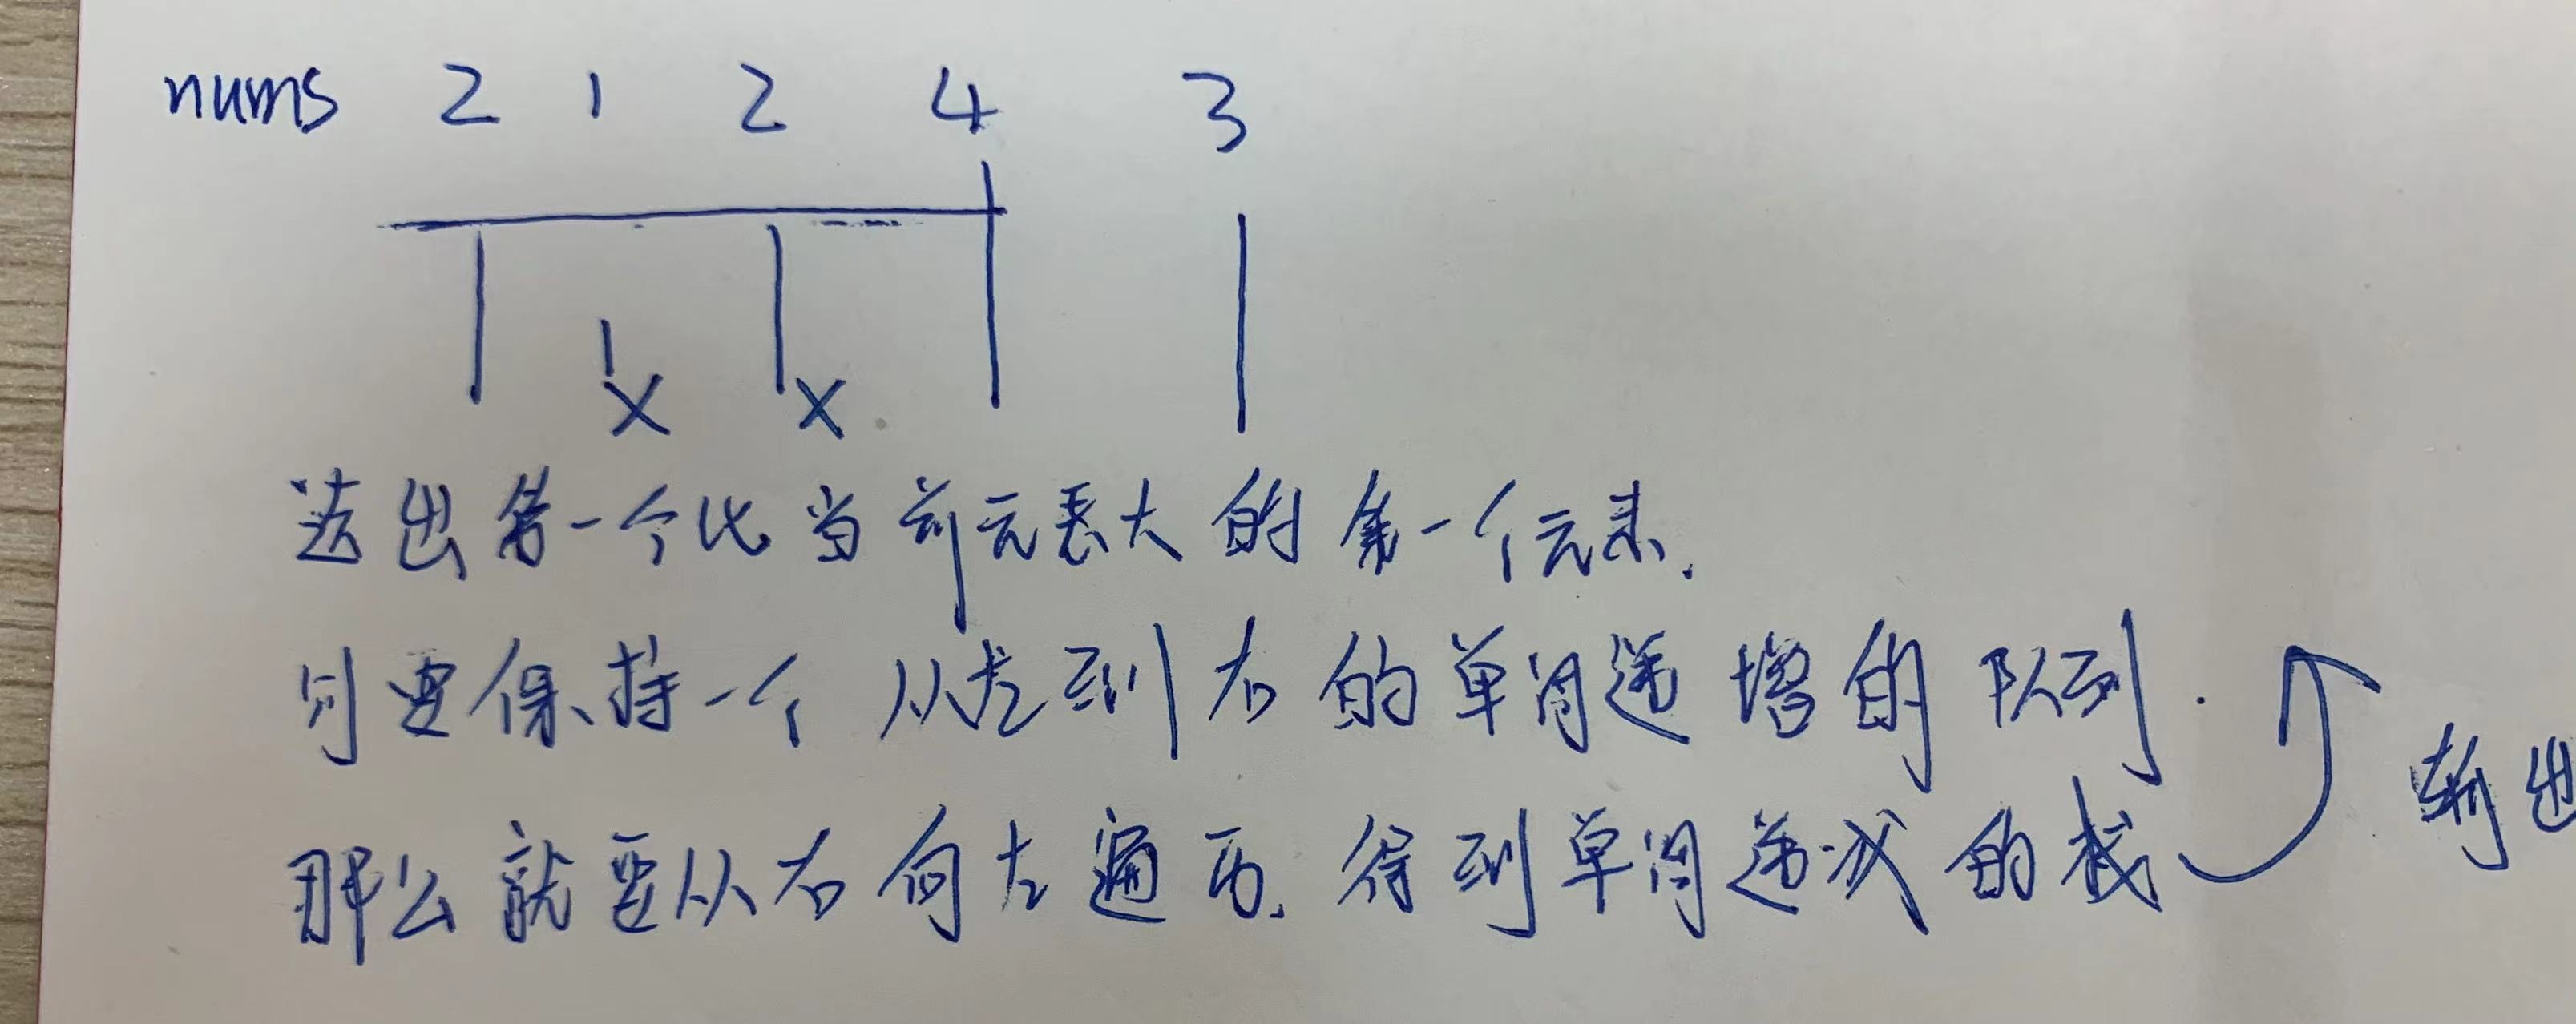 nums 2 1 2 4 3
选出第一个比当前元素大的第一个元素.
则要保持一个从左到右的单调递增的队列.
那么就要从右向左遍历.得到单调递减的栈
输出